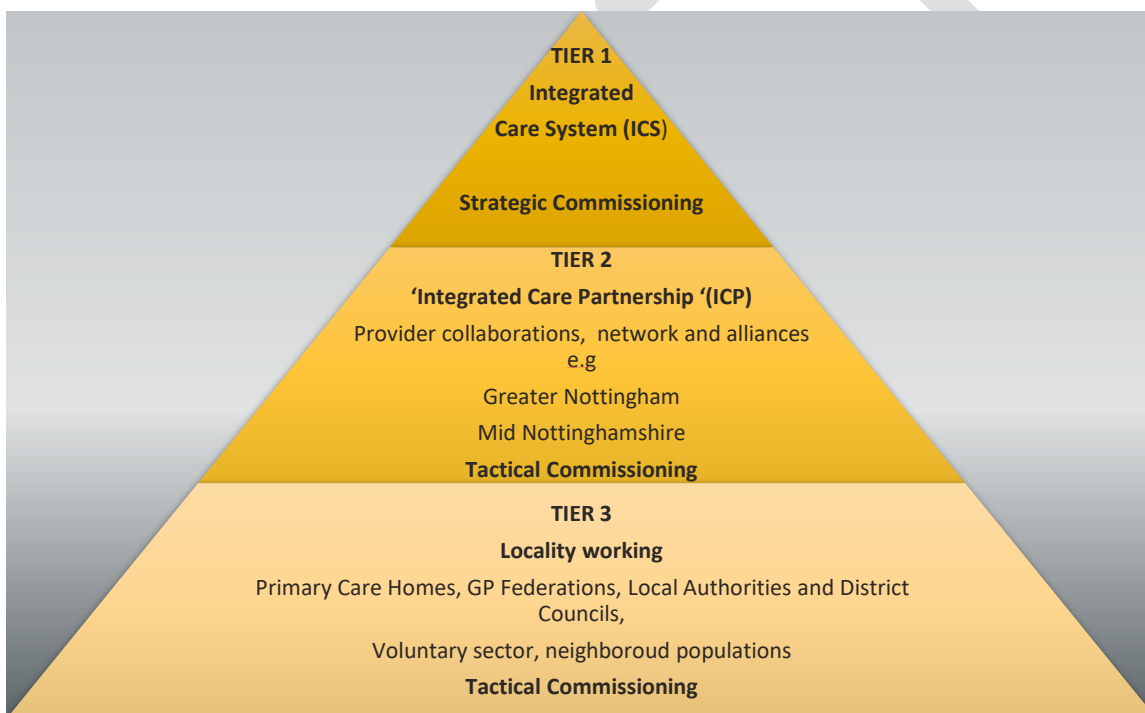 TIER 1
Integrated
Care System (ICS)
Strategic Commissioning
TIER 2
‘Integrated Care Partnership ‘(ICP)
Provider collaborations, network and alliances
e.g
Greater Nottingham
Mid Nottinghamshire
Tactical Commissioning
TIER 3
Locality working
Primary Care Homes, GP Federations, Local Authorities and District
Councils,
Voluntary sector, neighboroud populations
Tactical Commissioning